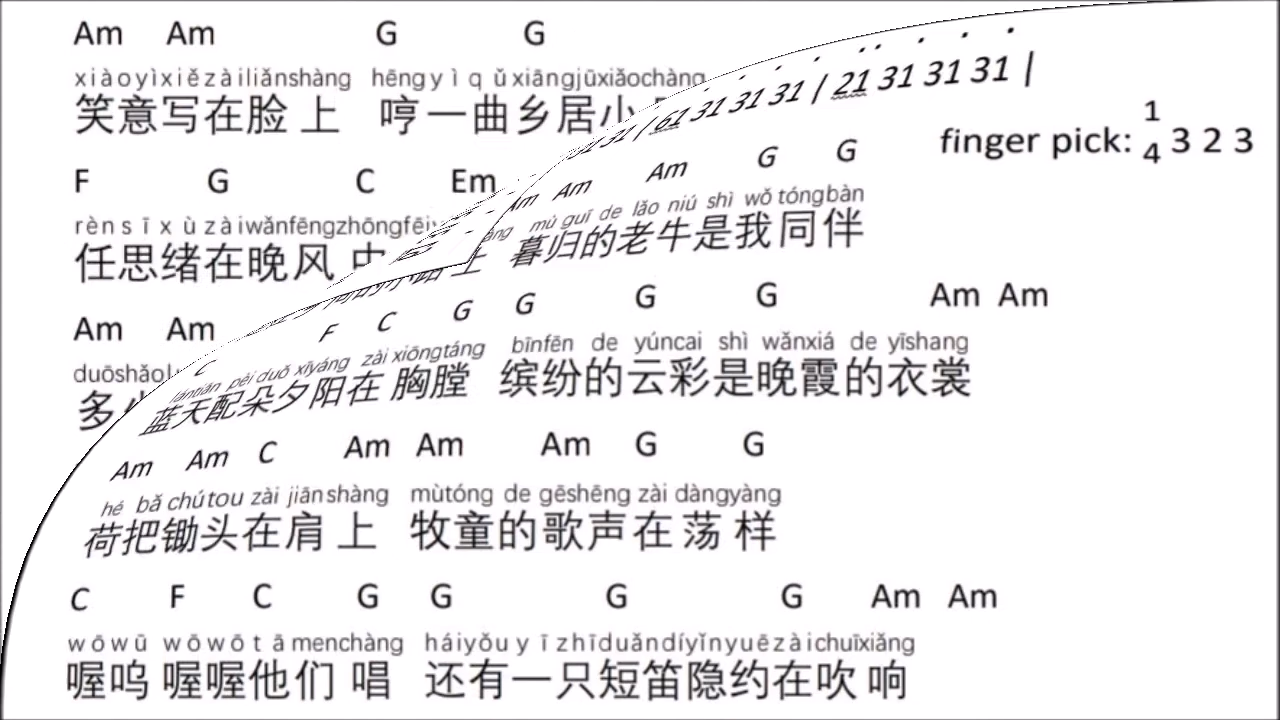 Am Am G G
xiàoyìxiězàiliǎnshàng hēngyìqǔxiāngjūxiǎochàng
笑意写在脸上 哼一曲乡居小
31 | 61 31 31 31 | 21 31 31 31 |
finger pick: 1/4 3 2 3
F G C Em
rènsīxùzàiwǎnfēngzhōngfēi
任思绪在晚风中
Am Am Am G G
mù guī de lǎo niú shì wǒ tóngbàn
暮归的老牛是我同伴
Am Am
duōshǎol
多
C F C G G G G Am Am
lántiān pèi duǒ xīyáng zài xiōngtáng bīnfēn de yúncai shì wǎnxiá de yīshang
蓝天配朵夕阳在胸膛 缤纷的云彩是晚霞的衣裳
Am Am C Am Am Am G G
hé bǎ chútou zài jiānshàng mùtóng de gēshēng zài dàngyàng
荷把锄头在肩上 牧童的歌声在荡样
C F C G G G G Am Am
wōwū wōwōtāmenchàng háiyǒuyīzhīduǎndíyǐnyuēzàichuīxiǎng
喔呜 喔喔他们唱 还有一只短笛隐约在吹响